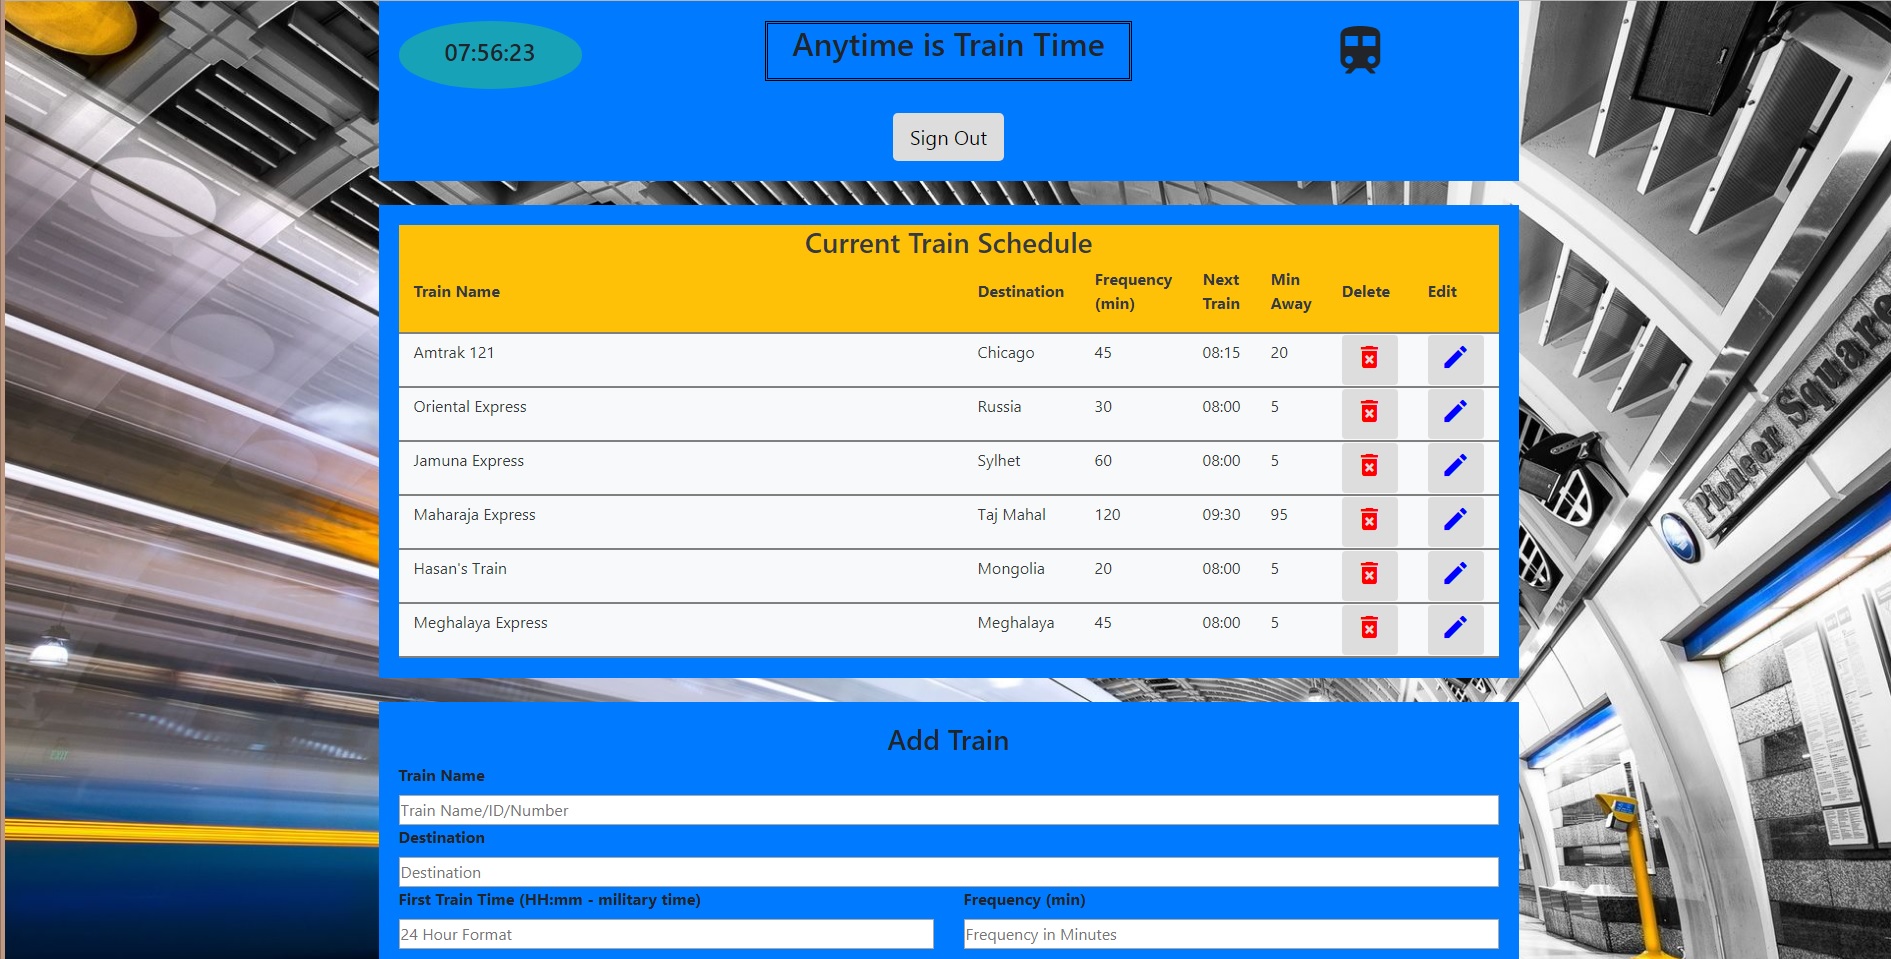 07:56:23
Anytime is Train Time
Sign Out
Current Train Schedule
Train Name Destination Frequency (min) Next Train Min Away Delete Edit
Amtrak 121 Chicago 45 08:15 20
Oriental Express Russia 30 08:00 5
Jamuna Express Sylhet 60 08:00 5
Maharaja Express Taj Mahal 120 09:30 95
Hasan's Train Mongolia 20 08:00 5
Meghalaya Express Meghalaya 45 08:00 5
Pioneer Square
EXIT
Add Train
Train Name
Train Name/ID/Number
Destination
Destination
First Train Time (HH:mm - military time) Frequency (min)
24 Hour Format Frequency in Minutes